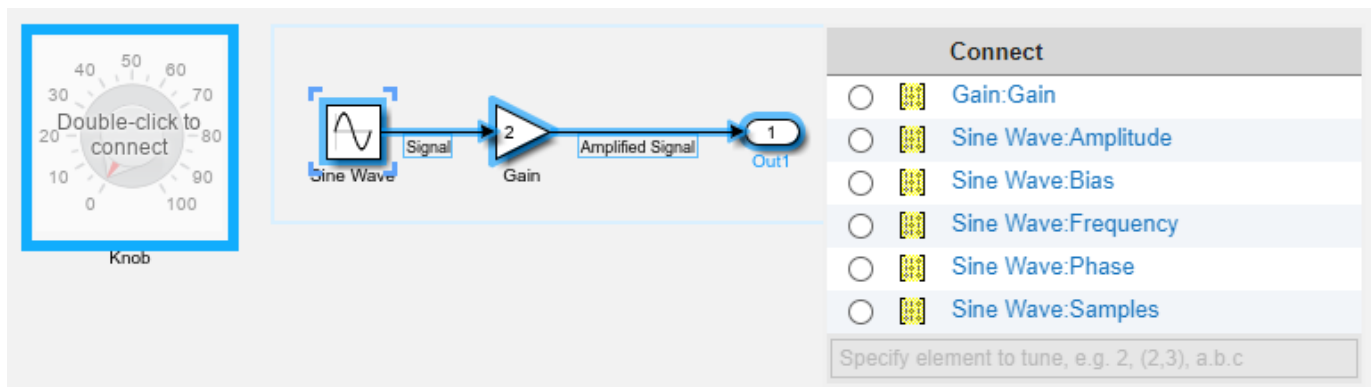 50
40
60
30
70
Double-click to
20
80
connect
10
90
0
100
Knob
Signal
2
Amplified Signal
1
Out1
Sine Wave
Gain
Connect
Gain:Gain
Sine Wave:Amplitude
Sine Wave:Bias
Sine Wave:Frequency
Sine Wave:Phase
Sine Wave:Samples
Specify element to tune, e.g. 2, (2,3), a.b.c